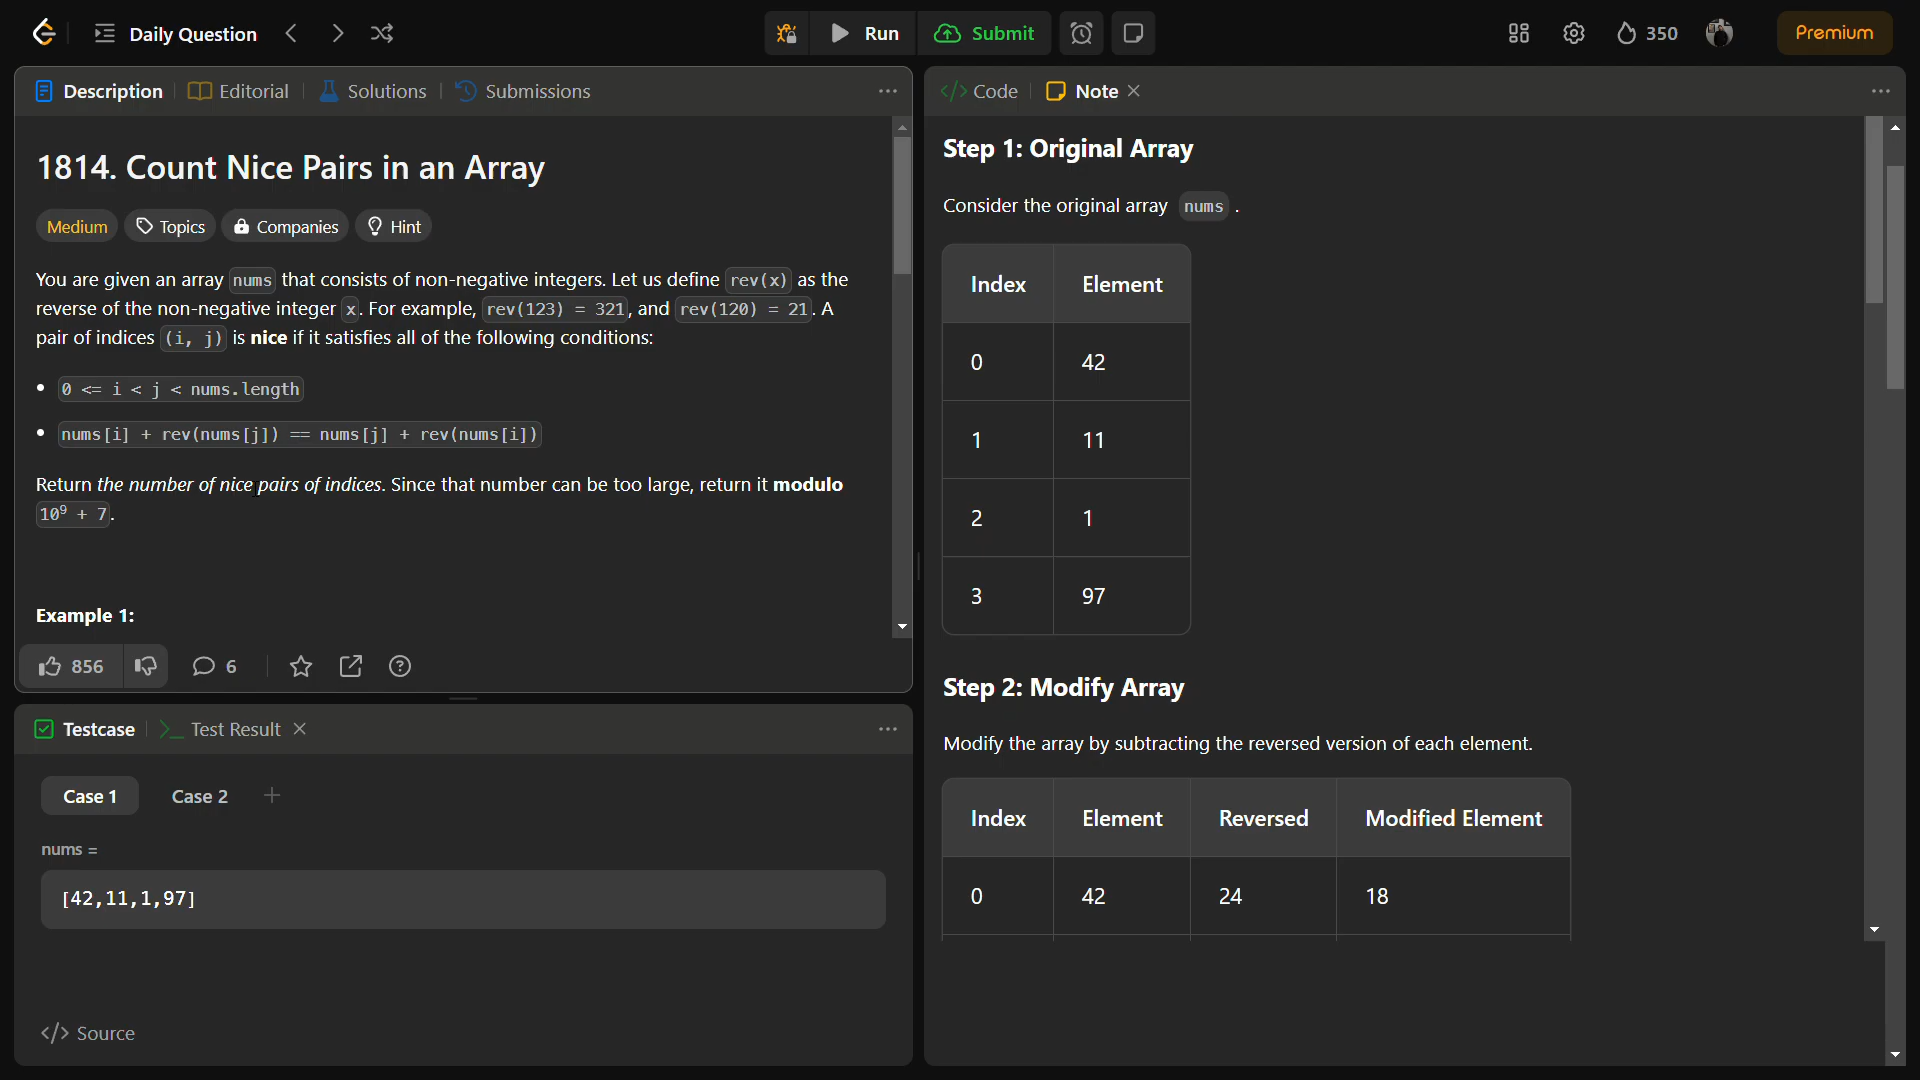 Daily Question
Run
Submit
350
Premium
Description
Editorial
Solutions
Submissions
1814. Count Nice Pairs in an Array
Medium
Topics
Companies
Hint
You are given an array nums that consists of non-negative integers. Let us define rev(x) as the
reverse of the non-negative integer x. For example, rev(123) = 321, and rev(120) = 21. A
pair of indices (i, j) is nice if it satisfies all of the following conditions:
• 0 <= i < j < nums.length
• nums[i] + rev(nums[j]) == nums[j] + rev(nums[i])
Return the number of nice pairs of indices. Since that number can be too large, return it modulo
10⁹ + 7.
Example 1:
856
6
Testcase
Test Result
Case 1
Case 2
nums =
[42,11,1,97]
</> Source
</> Code
Note
Step 1: Original Array
Consider the original array nums .
Index Element
0 42
1 11
2 1
3 97
Step 2: Modify Array
Modify the array by subtracting the reversed version of each element.
Index Element Reversed Modified Element
0 42 24 18